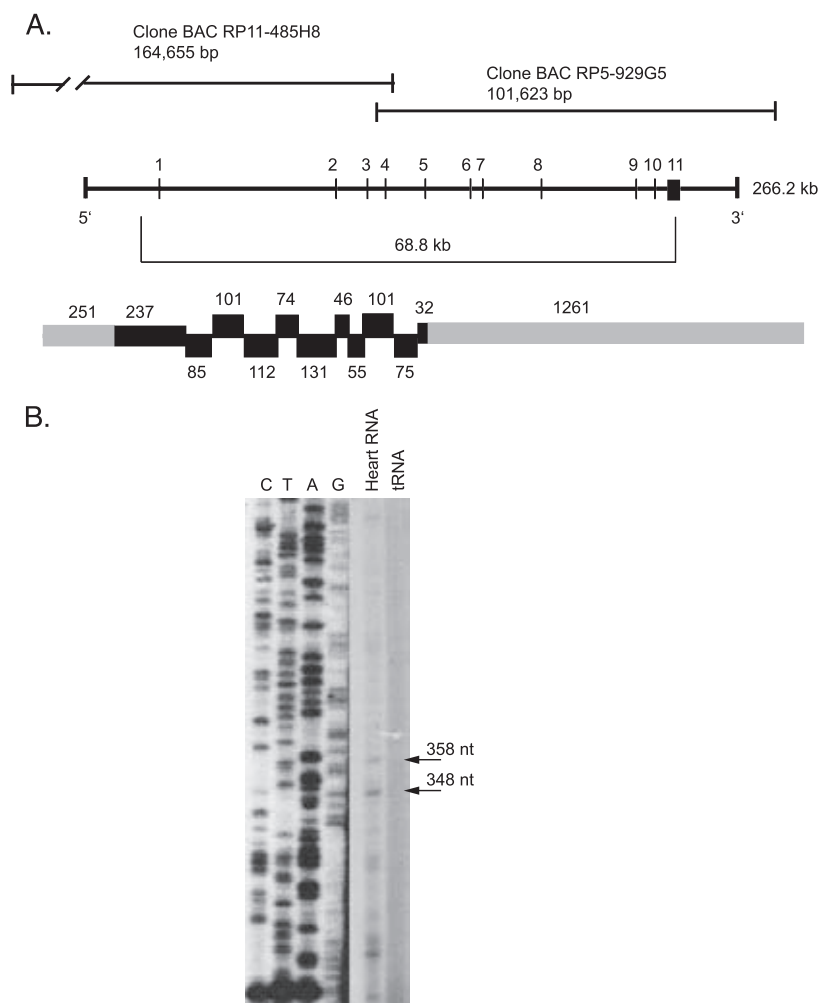 A.
Clone BAC RP11-485H8
164,655 bp
Clone BAC RP5-929G5
101,623 bp
1 2 3 4 5 6 7 8 9 10 11
266.2 kb
5‘ 3‘
68.8 kb
251 237 101 74 46 101 32 1261
85 112 131 55 75
B.
C T A G Heart RNA tRNA
358 nt
348 nt